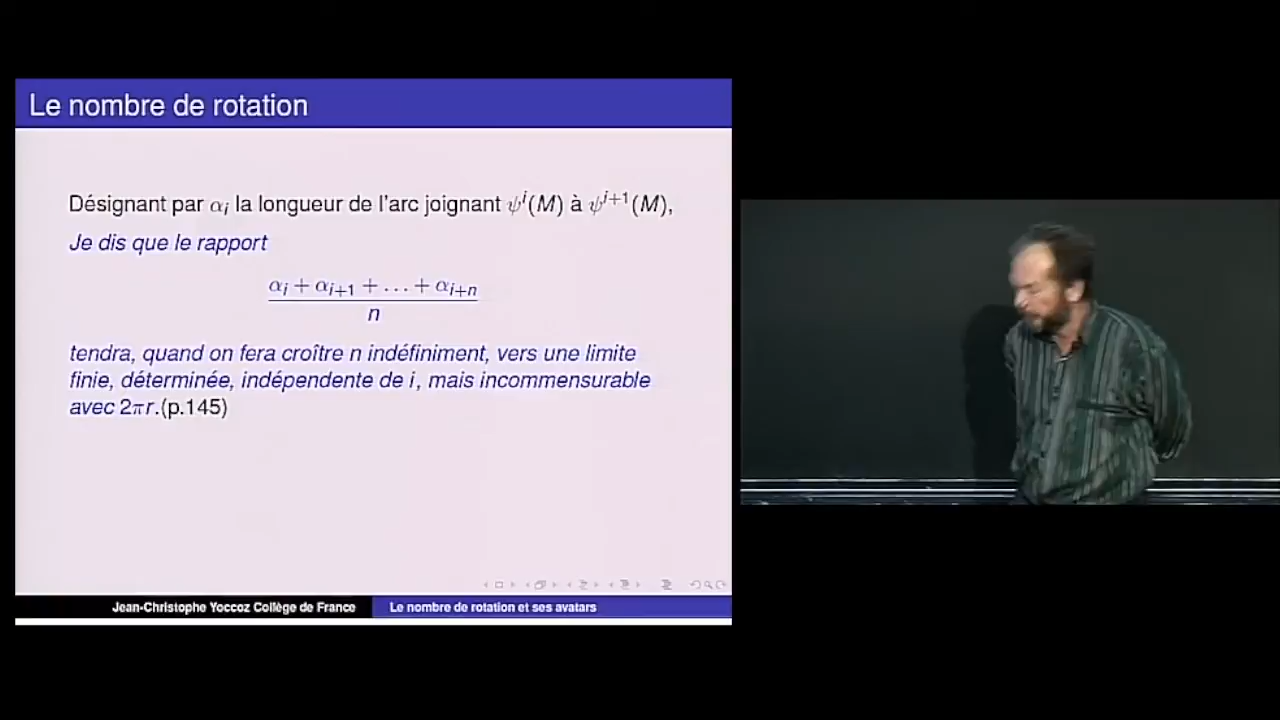 Le nombre de rotation
Désignant par αᵢ la longueur de l'arc joignant ψⁱ(M) à ψⁱ⁺¹(M),
Je dis que le rapport
αᵢ + αᵢ₊₁ + … + αᵢ₊ₙ
n
tendra, quand on fera croître n indéfiniment, vers une limite
finie, déterminée, indépendante de i, mais incommensurable
avec 2πr.(p.145)
Jean-Christophe Yoccoz Collège de France
Le nombre de rotation et ses avatars